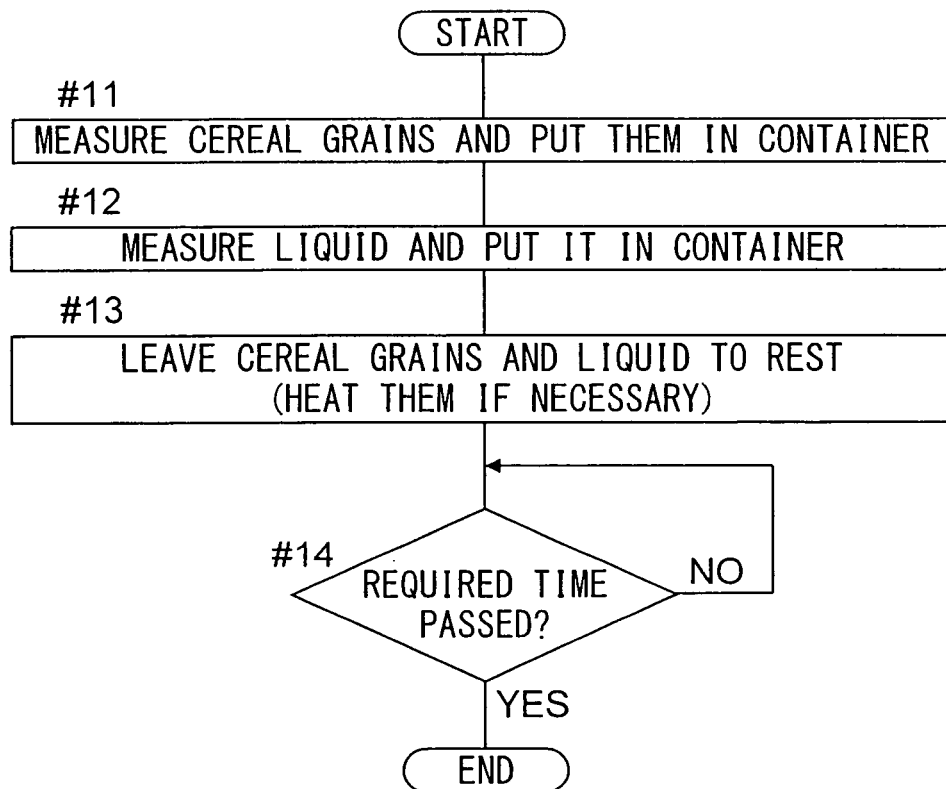 START
#11
MEASURE CEREAL GRAINS AND PUT THEM IN CONTAINER
#12
MEASURE LIQUID AND PUT IT IN CONTAINER
#13
LEAVE CEREAL GRAINS AND LIQUID TO REST
(HEAT THEM IF NECESSARY)
#14
REQUIRED TIME
PASSED?
NO
YES
END